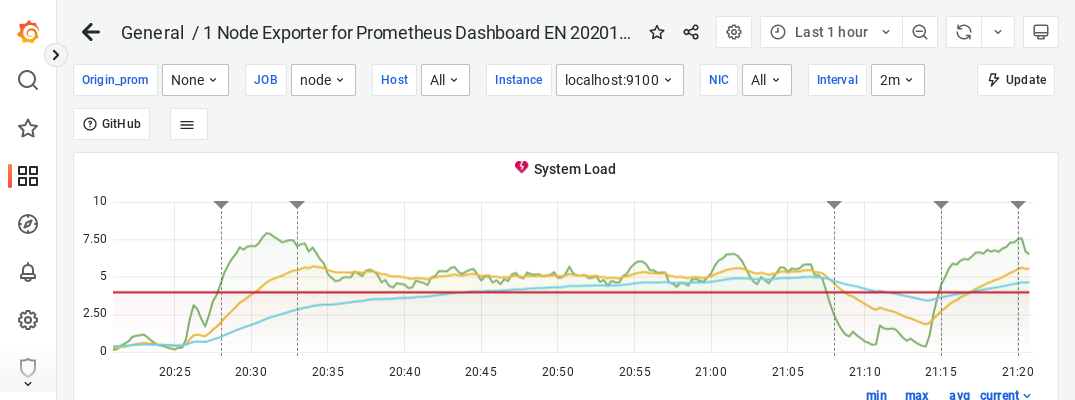 General / 1 Node Exporter for Prometheus Dashboard EN 20201...
Last 1 hour
Origin_prom None JOB node Host All Instance localhost:9100 NIC All Interval 2m Update
GitHub
System Load
10
7.50
5
2.50
0
20:25 20:30 20:35 20:40 20:45 20:50 20:55 21:00 21:05 21:10 21:15 21:20
min max avg current